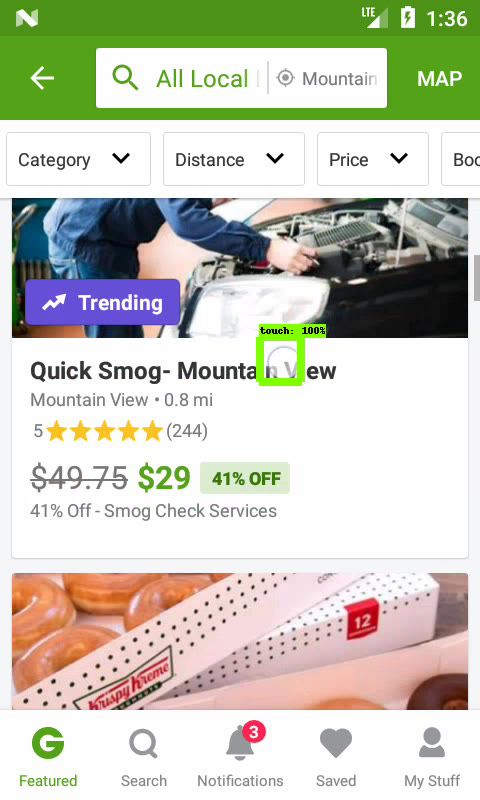 LTE 1:36
All Local
Mountain
MAP
Category
Distance
Price
Boo
Trending
touch: 100%
Quick Smog- Mountain View
Mountain View • 0.8 mi
5 (244)
$49.75 $29 41% OFF
41% Off - Smog Check Services
12
Krispy Kreme
DOUGHNUTS
3
Featured
Search
Notifications
Saved
My Stuff